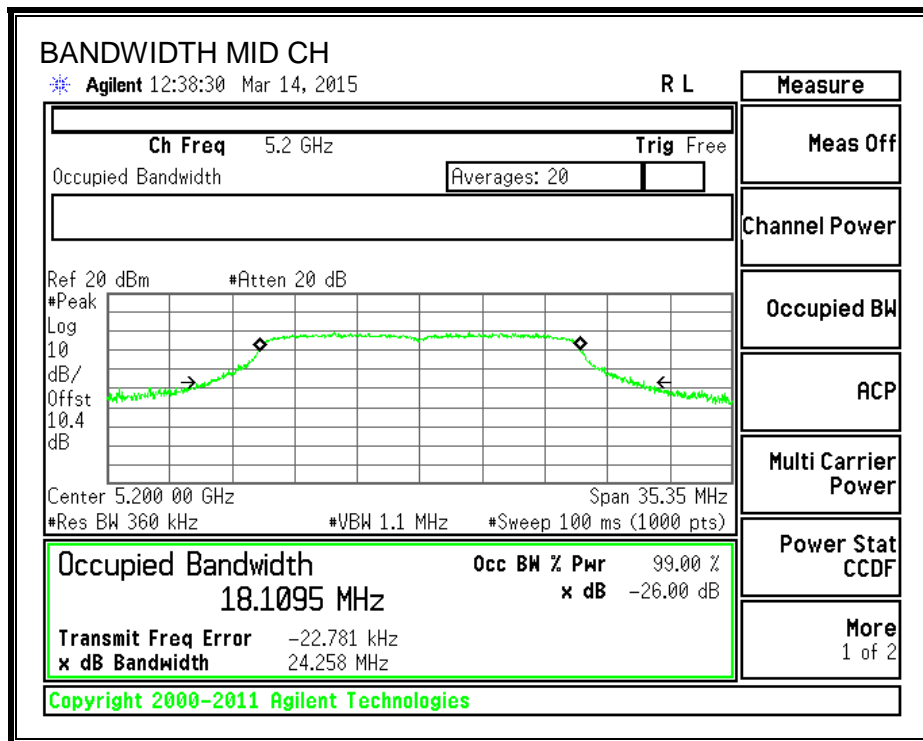 BANDWIDTH MID CH
Agilent 12:38:30 Mar 14, 2015 R L
Measure
Ch Freq 5.2 GHz Trig Free
Meas Off
Occupied Bandwidth Averages: 20
Channel Power
Ref 20 dBm #Atten 20 dB
#Peak
Log
10
dB/
Offst
10.4
dB
Occupied BW
ACP
Multi Carrier
Power
Center 5.200 00 GHz Span 35.35 MHz
#Res BW 360 kHz #VBW 1.1 MHz #Sweep 100 ms (1000 pts)
Occupied Bandwidth Occ BW % Pwr 99.00 %
18.1095 MHz x dB -26.00 dB
Transmit Freq Error -22.781 kHz
x dB Bandwidth 24.258 MHz
Power Stat
CCDF
More
1 of 2
Copyright 2000-2011 Agilent Technologies